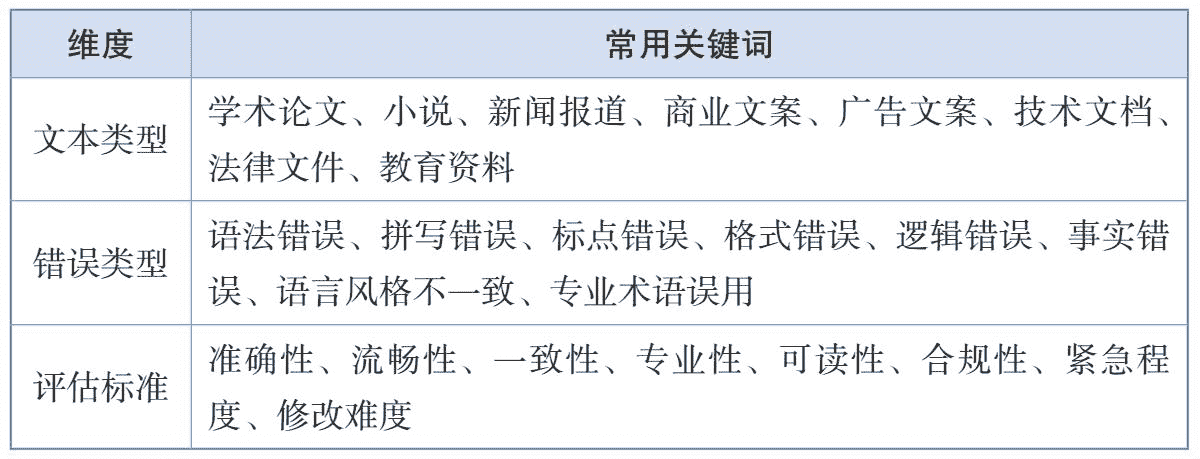 维度 常用关键词
文本类型 学术论文、小说、新闻报道、商业文案、广告文案、技术文档、
法律文件、教育资料
错误类型 语法错误、拼写错误、标点错误、格式错误、逻辑错误、事实错
误、语言风格不一致、专业术语误用
评估标准 准确性、流畅性、一致性、专业性、可读性、合规性、紧急程
度、修改难度